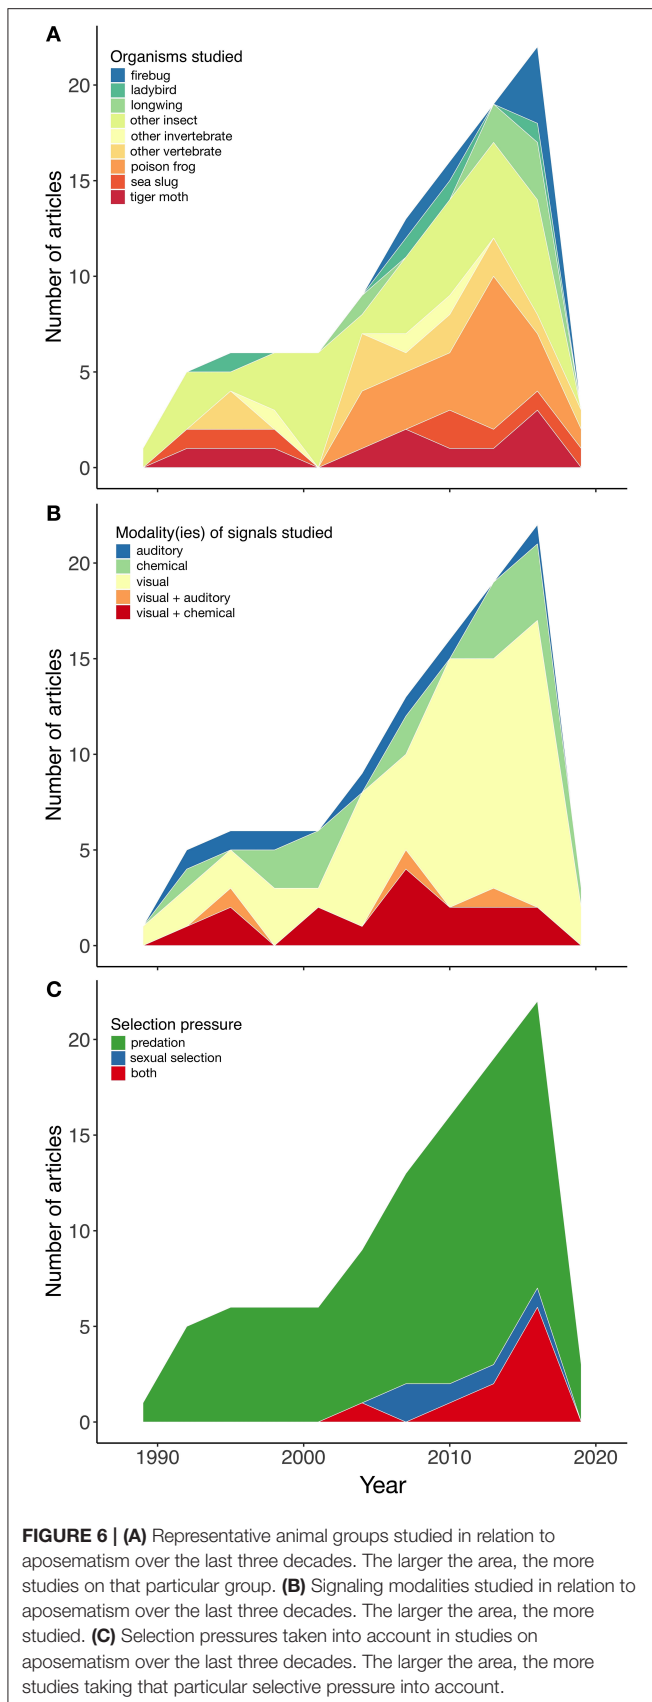 A
Organisms studied
firebug
ladybird
longwing
other insect
other invertebrate
other vertebrate
poison frog
sea slug
tiger moth
Number of articles
20
15
10
5
0
B
Modality(ies) of signals studied
auditory
chemical
visual
visual + auditory
visual + chemical
Number of articles
20
15
10
5
0
C
Selection pressure
predation
sexual selection
both
Number of articles
20
15
10
5
0
1990 2000 2010 2020
Year
FIGURE 6 | (A) Representative animal groups studied in relation to
aposematism over the last three decades. The larger the area, the more
studies on that particular group. (B) Signaling modalities studied in relation to
aposematism over the last three decades. The larger the area, the more
studied. (C) Selection pressures taken into account in studies on
aposematism over the last three decades. The larger the area, the more
studies taking that particular selective pressure into account.